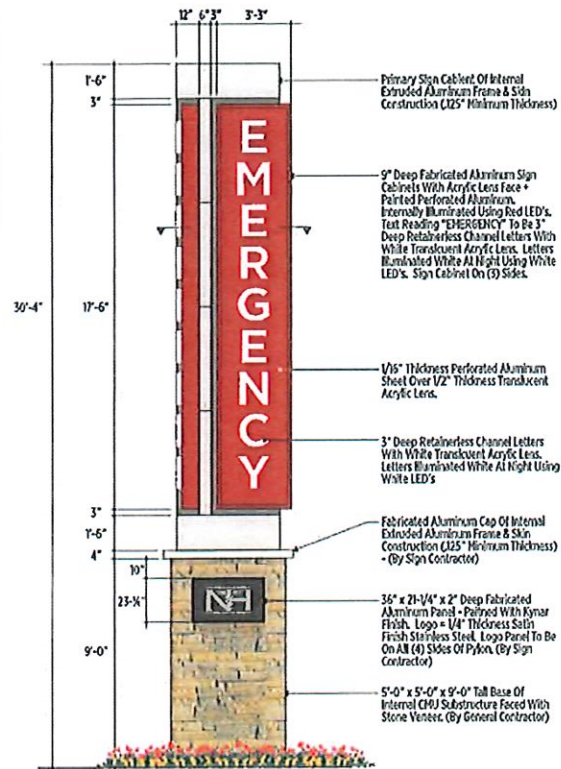 12" 6" 3" 3'-3"
1'-6"
3"
30'-4"
17'-6"
3"
1'-6"
4"
10"
9'-0"
EMERGENCY
NH
Primary Sign Cabient Of Internal
Extruded Aluminum Frame & Skin
Construction (.125" Minimum Thickness)
9" Deep Fabricated Aluminum Sign
Cabinets With Acrylic Lens Face +
Painted Perforated Aluminum.
Internally Illuminated Using Red LED's.
Text Reading "EMERGENCY" To Be 3"
Deep Retainerless Channel Letters With
White Translucent Acrylic Lens. Letters
Illuminated White At Night Using White
LED's. Sign Cabinet On (3) Sides.
1/16" Thickness Perforated Aluminum
Sheet Over 1/2" Thickness Translucent
Acrylic Lens.
3" Deep Retainerless Channel Letters
With White Translucent Acrylic Lens.
Letters Illuminated White At Night Using
White LED's
Fabricated Aluminum Cap Of Internal
Extruded Aluminum Frame & Skin
Construction (.125" Minimum Thickness)
- (By Sign Contractor)
36" x 21-1/4" x 2" Deep Fabricated
Aluminum Panel - Painted With Kynar
Finish. Logo = 1/4" Thickness Satin
Finish Stainless Steel. Logo Panel To Be
On All (4) Sides Of Pylon. (By Sign
Contractor)
5'-0" x 5'-0" x 9'-0" Tall Base Of
Internal CMU Substructure Faced With
Stone Veneer. (By General Contractor)